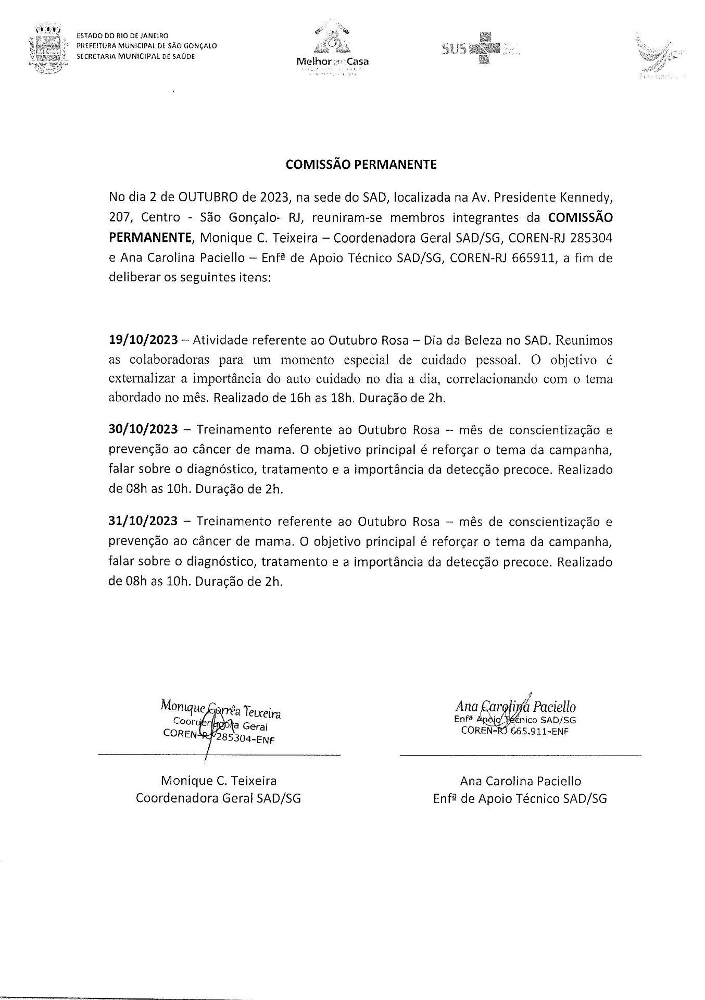 ESTADO DO RIO DE JANEIRO
PREFEITURA MUNICIPAL DE SÃO GONÇALO
SECRETARIA MUNICIPAL DE SAÚDE
Melhor em Casa
SUS
COMISSÃO PERMANENTE
No dia 2 de OUTUBRO de 2023, na sede do SAD, localizada na Av. Presidente Kennedy,
207, Centro - São Gonçalo- RJ, reuniram-se membros integrantes da COMISSÃO
PERMANENTE, Monique C. Teixeira – Coordenadora Geral SAD/SG, COREN-RJ 285304
e Ana Carolina Paciello – Enfª de Apoio Técnico SAD/SG, COREN-RJ 665911, a fim de
deliberar os seguintes itens:
19/10/2023 – Atividade referente ao Outubro Rosa – Dia da Beleza no SAD. Reunimos
as colaboradoras para um momento especial de cuidado pessoal. O objetivo é
externalizar a importância do auto cuidado no dia a dia, correlacionando com o tema
abordado no mês. Realizado de 16h as 18h. Duração de 2h.
30/10/2023 – Treinamento referente ao Outubro Rosa – mês de conscientização e
prevenção ao câncer de mama. O objetivo principal é reforçar o tema da campanha,
falar sobre o diagnóstico, tratamento e a importância da detecção precoce. Realizado
de 08h as 10h. Duração de 2h.
31/10/2023 – Treinamento referente ao Outubro Rosa – mês de conscientização e
prevenção ao câncer de mama. O objetivo principal é reforçar o tema da campanha,
falar sobre o diagnóstico, tratamento e a importância da detecção precoce. Realizado
de 08h as 10h. Duração de 2h.
Monique Corrêa Teixeira
Coordenadora Geral
COREN-RJ 285304-ENF
Ana Carolina Paciello
Enfª Apoio Técnico SAD/SG
COREN-RJ 665.911-ENF
Monique C. Teixeira
Coordenadora Geral SAD/SG
Ana Carolina Paciello
Enfª de Apoio Técnico SAD/SG